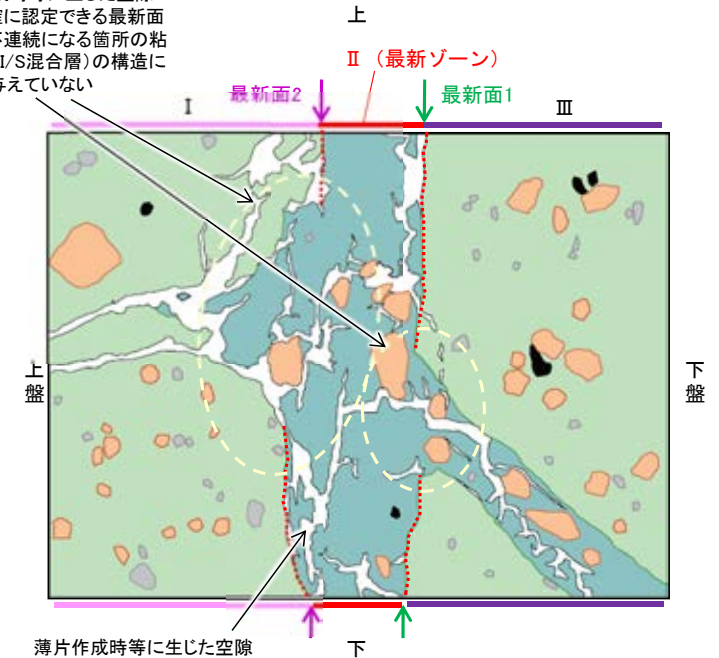 に認定できる最新面
連続になる箇所の粘
I/S混合層)の構造に
えていない
上
Ⅱ (最新ゾーン)
最新面2
最新面1
Ⅰ
Ⅲ
上盤
下盤
薄片作成時等に生じた空隙
下